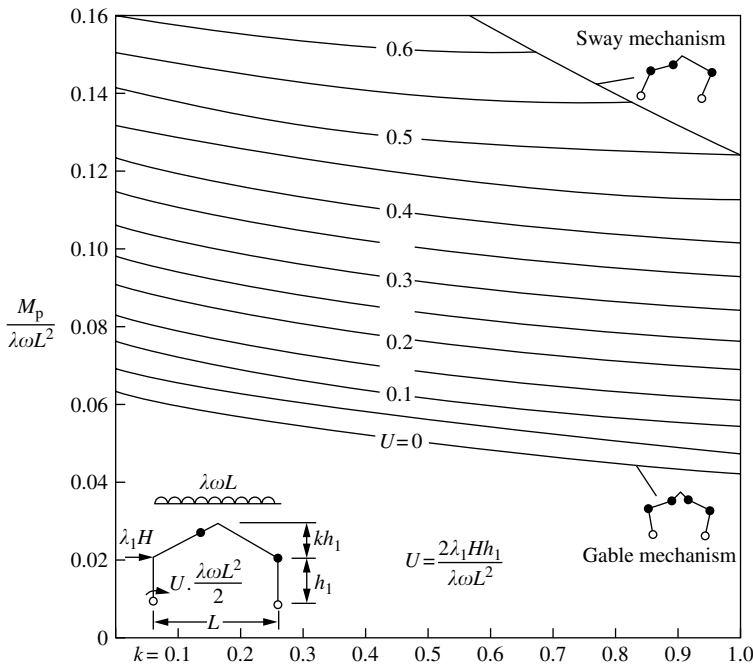 0.16
0.14
0.12
0.10
0.08
0.06
0.04
0.02
0
M_p
λωL²
Sway mechanism
0.6
0.5
0.4
0.3
0.2
0.1
U=0
λωL
λ₁H
kh₁
h₁
U. λωL²
2
L
U = 2λ₁Hh₁
λωL²
Gable mechanism
k = 0.1 0.2 0.3 0.4 0.5 0.6 0.7 0.8 0.9 1.0